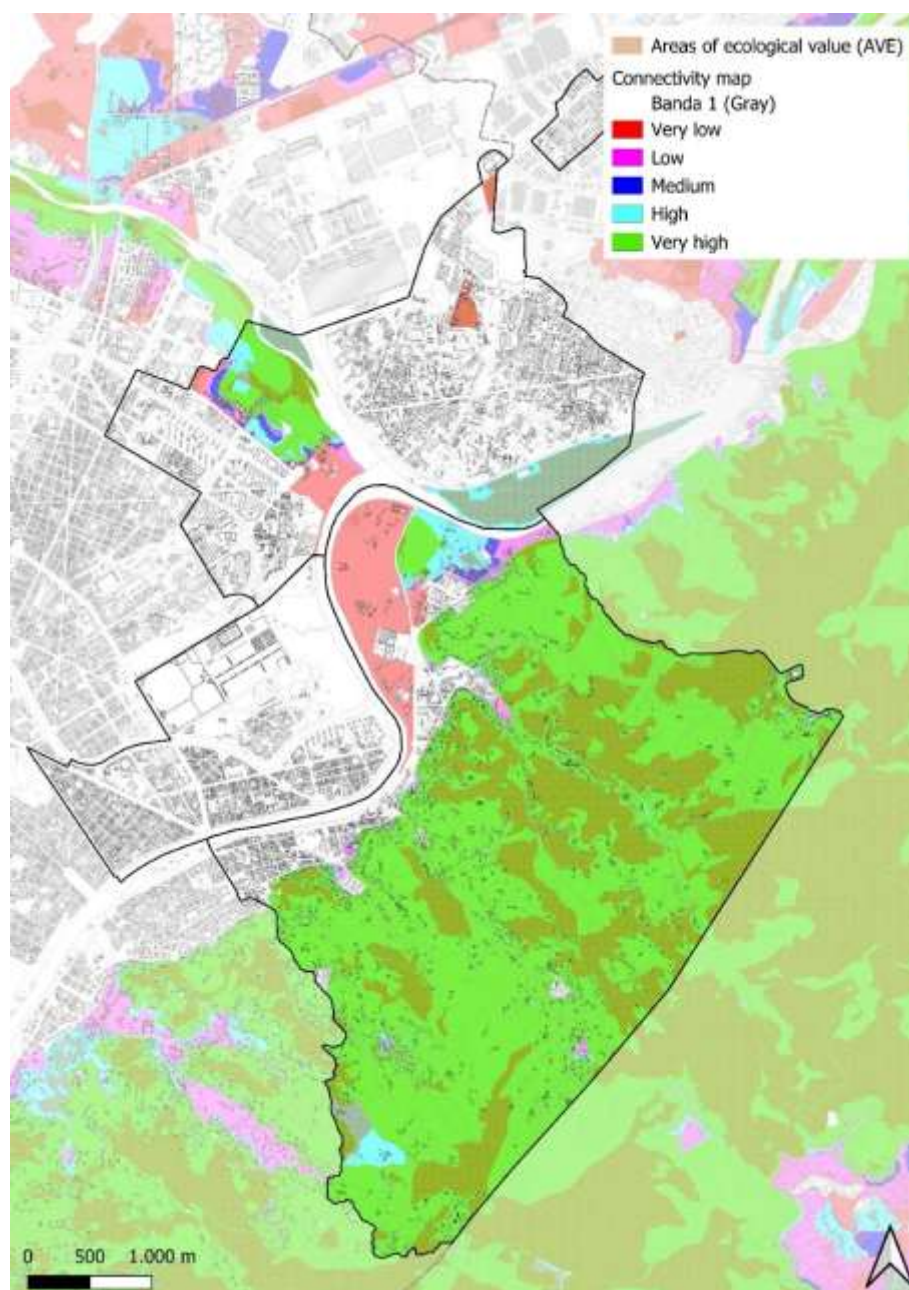 Areas of ecological value (AVE)
Connectivity map
Banda 1 (Gray)
Very low
Low
Medium
High
Very high
0 500 1.000 m